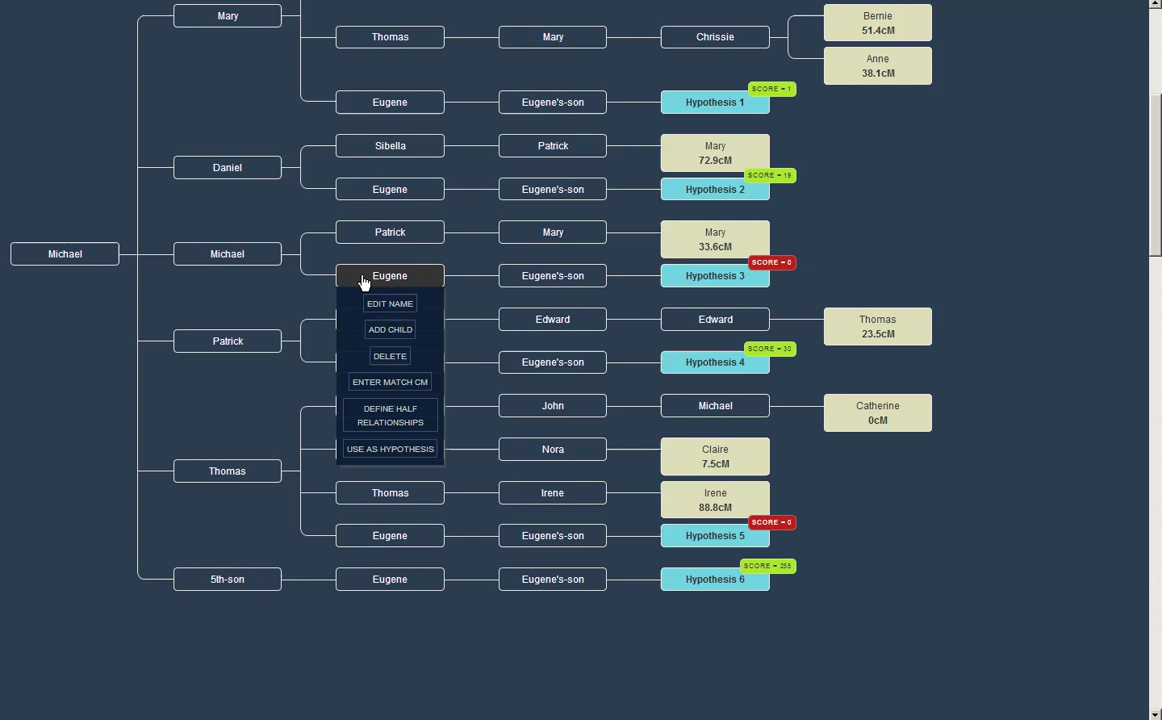 Mary
Bernie
51.4cM
Thomas
Mary
Chrissie
Anne
38.1cM
SCORE = 1
Eugene
Eugene's-son
Hypothesis 1
Sibella
Patrick
Mary
72.9cM
Daniel
SCORE = 19
Eugene
Eugene's-son
Hypothesis 2
Patrick
Mary
Mary
33.6cM
Michael
Michael
SCORE = 0
Eugene
Eugene's-son
Hypothesis 3
EDIT NAME
ADD CHILD
DELETE
ENTER MATCH CM
DEFINE HALF
RELATIONSHIPS
USE AS HYPOTHESIS
Edward
Edward
Thomas
23.5cM
Patrick
SCORE = 30
Eugene's-son
Hypothesis 4
John
Michael
Catherine
0cM
Nora
Claire
7.5cM
Thomas
Thomas
Irene
Irene
88.8cM
SCORE = 0
Eugene
Eugene's-son
Hypothesis 5
SCORE = 255
5th-son
Eugene
Eugene's-son
Hypothesis 6